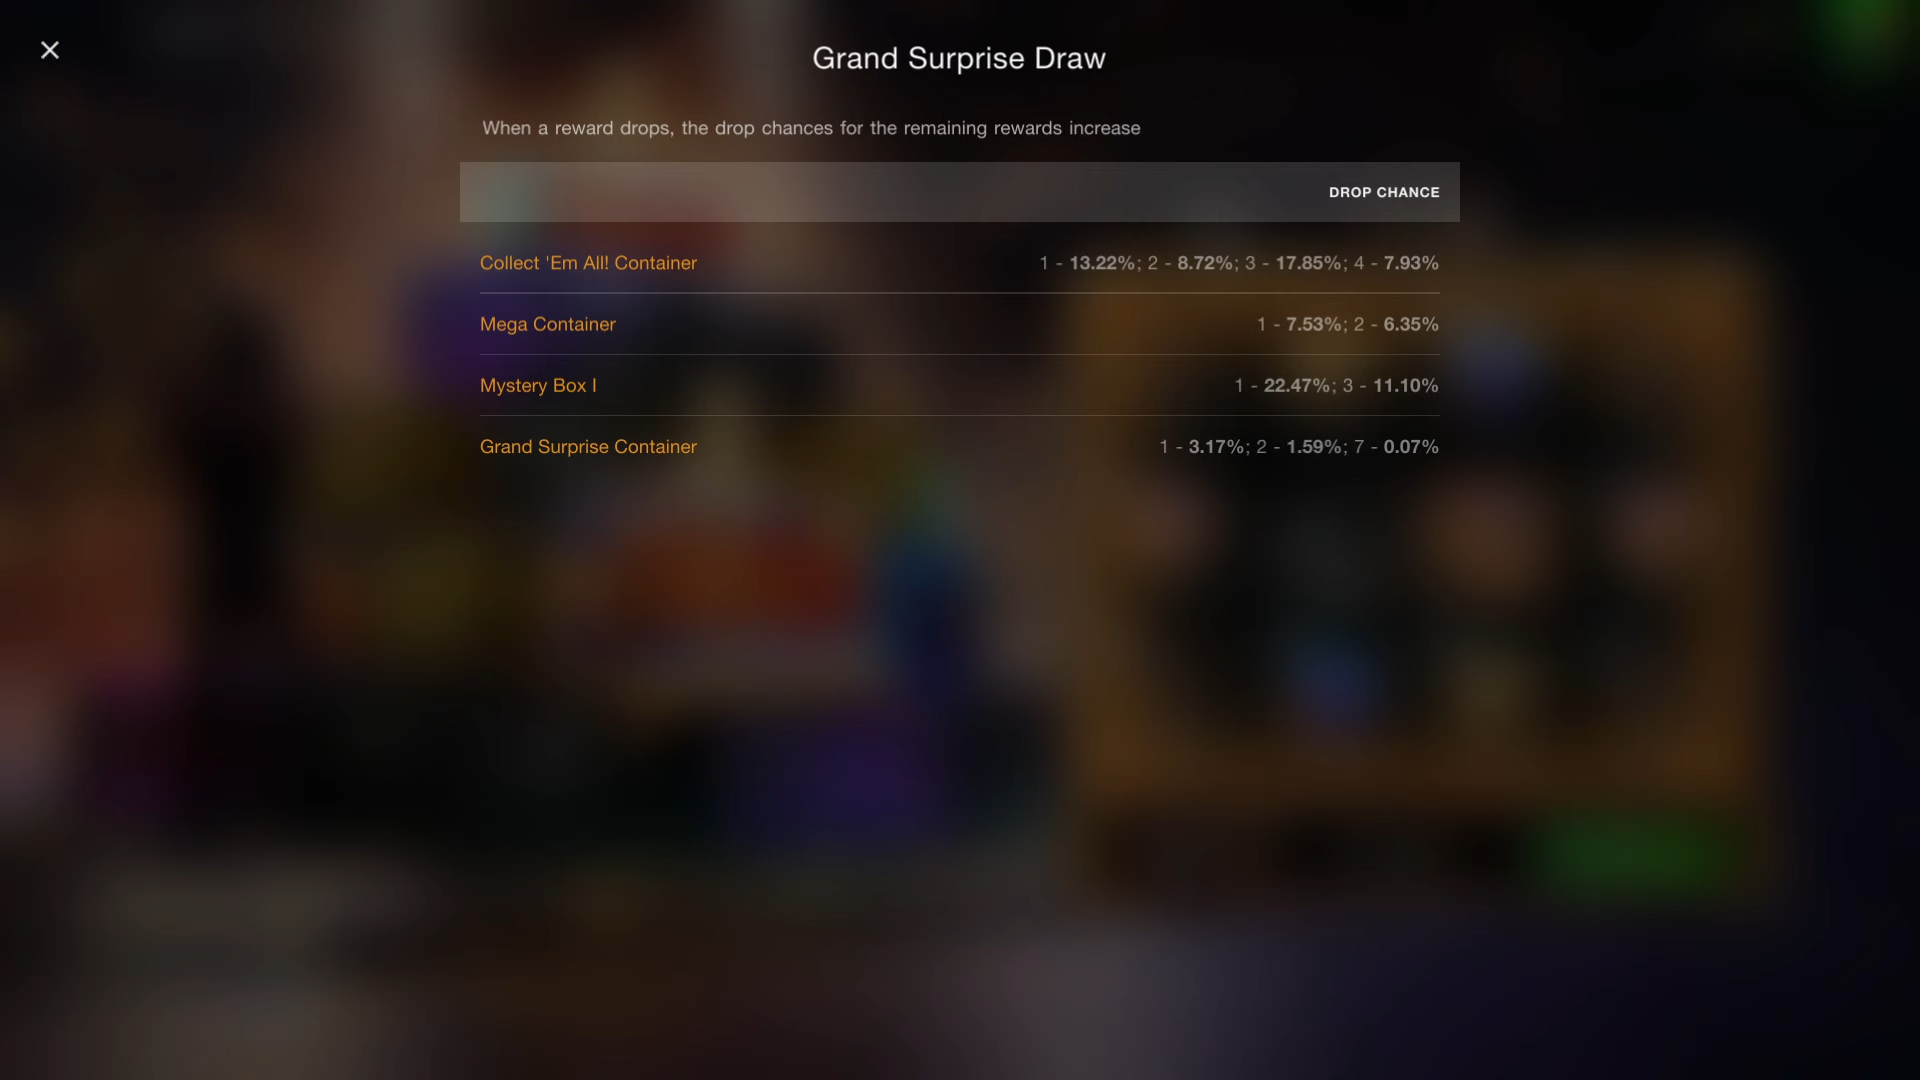 Grand Surprise Draw
When a reward drops, the drop chances for the remaining rewards increase
DROP CHANCE
Collect 'Em All! Container 1 - 13.22%; 2 - 8.72%; 3 - 17.85%; 4 - 7.93%
Mega Container 1 - 7.53%; 2 - 6.35%
Mystery Box I 1 - 22.47%; 3 - 11.10%
Grand Surprise Container 1 - 3.17%; 2 - 1.59%; 7 - 0.07%